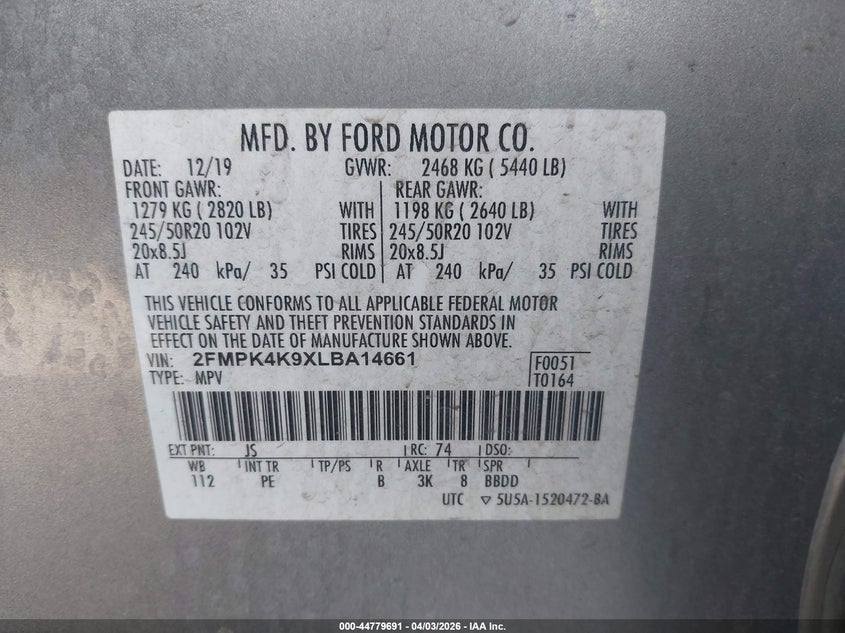 MFD. BY FORD MOTOR CO.
DATE: 12/19 GVWR: 2468 KG ( 5440 LB)
FRONT GAWR: REAR GAWR:
1279 KG ( 2820 LB) WITH 1198 KG ( 2640 LB) WITH
245/50R20 102V TIRES 245/50R20 102V TIRES
20x8.5J RIMS 20x8.5J RIMS
AT 240 kPa/ 35 PSI COLD AT 240 kPa/ 35 PSI COLD
THIS VEHICLE CONFORMS TO ALL APPLICABLE FEDERAL MOTOR
VEHICLE SAFETY AND THEFT PREVENTION STANDARDS IN
EFFECT ON THE DATE OF MANUFACTURE SHOWN ABOVE.
VIN: 2FMPK4K9XLBA14661 F0051
TYPE: MPV T0164
EXT PNT: JS RC: 74 DSO:
WB INT TR TP/PS R AXLE TR SPR
112 PE B 3K 8 BBDD
UTC ▽ 5U5A-1520472-BA
000-44779691 - 04/03/2026 - IAA Inc.